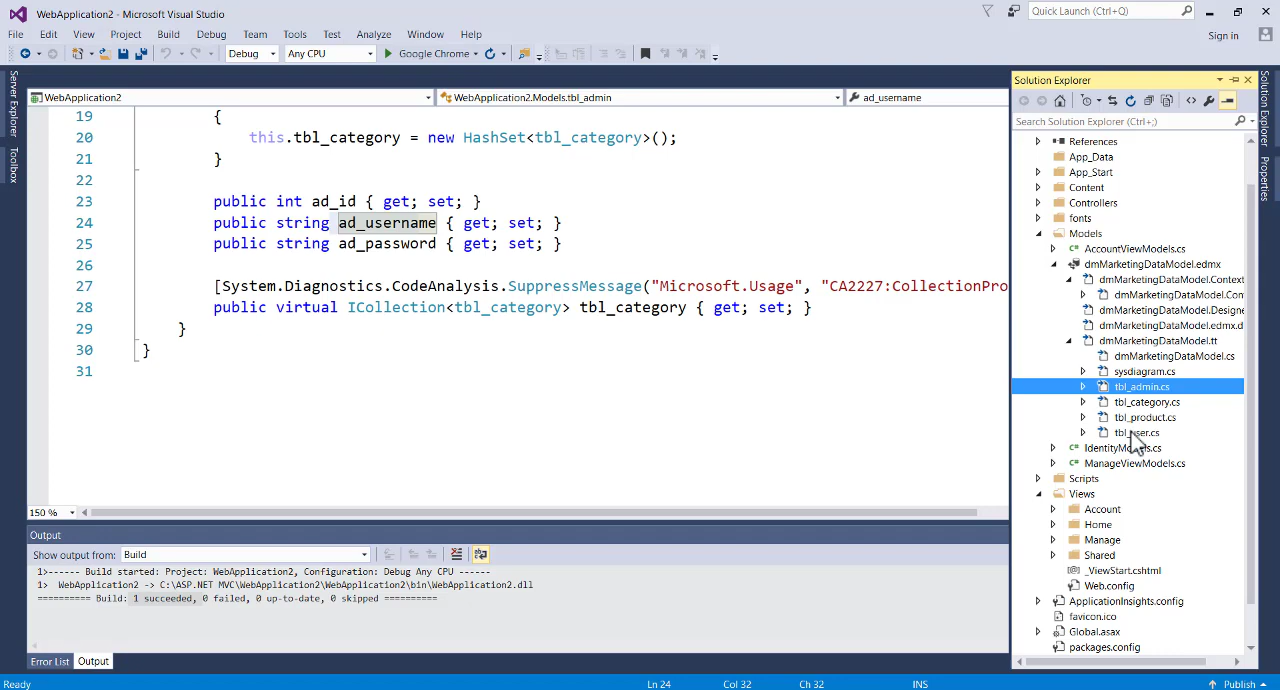 WebApplication2 - Microsoft Visual Studio
Quick Launch (Ctrl+Q)
File Edit View Project Build Debug Team Tools Test Analyze Window Help
Sign in
Debug Any CPU Google Chrome
Server Explorer
Toolbox
WebApplication2 WebApplication2.Models.tbl_admin ad_username
19 {
20 this.tbl_category = new HashSet<tbl_category>();
21 }
22
23 public int ad_id { get; set; }
24 public string ad_username { get; set; }
25 public string ad_password { get; set; }
26
27 [System.Diagnostics.CodeAnalysis.SuppressMessage("Microsoft.Usage", "CA2227:CollectionPro
28 public virtual ICollection<tbl_category> tbl_category { get; set; }
29 }
30 }
31
150 %
Output
Show output from: Build
1>------ Build started: Project: WebApplication2, Configuration: Debug Any CPU ------
1> WebApplication2 -> C:\ASP.NET MVC\WebApplication2\WebApplication2\bin\WebApplication2.dll
========== Build: 1 succeeded, 0 failed, 0 up-to-date, 0 skipped ==========
Error List Output
Solution Explorer
Search Solution Explorer (Ctrl+;)
References
App_Data
App_Start
Content
Controllers
fonts
Models
AccountViewModels.cs
dmMarketingDataModel.edmx
dmMarketingDataModel.Context
dmMarketingDataModel.Con
dmMarketingDataModel.Designe
dmMarketingDataModel.edmx.d
dmMarketingDataModel.tt
dmMarketingDataModel.cs
sysdiagram.cs
tbl_admin.cs
tbl_category.cs
tbl_product.cs
tbl_user.cs
IdentityModels.cs
ManageViewModels.cs
Scripts
Views
Account
Home
Manage
Shared
_ViewStart.cshtml
Web.config
ApplicationInsights.config
favicon.ico
Global.asax
packages.config
Solution Explorer
Properties
Ready Ln 24 Col 32 Ch 32 INS Publish